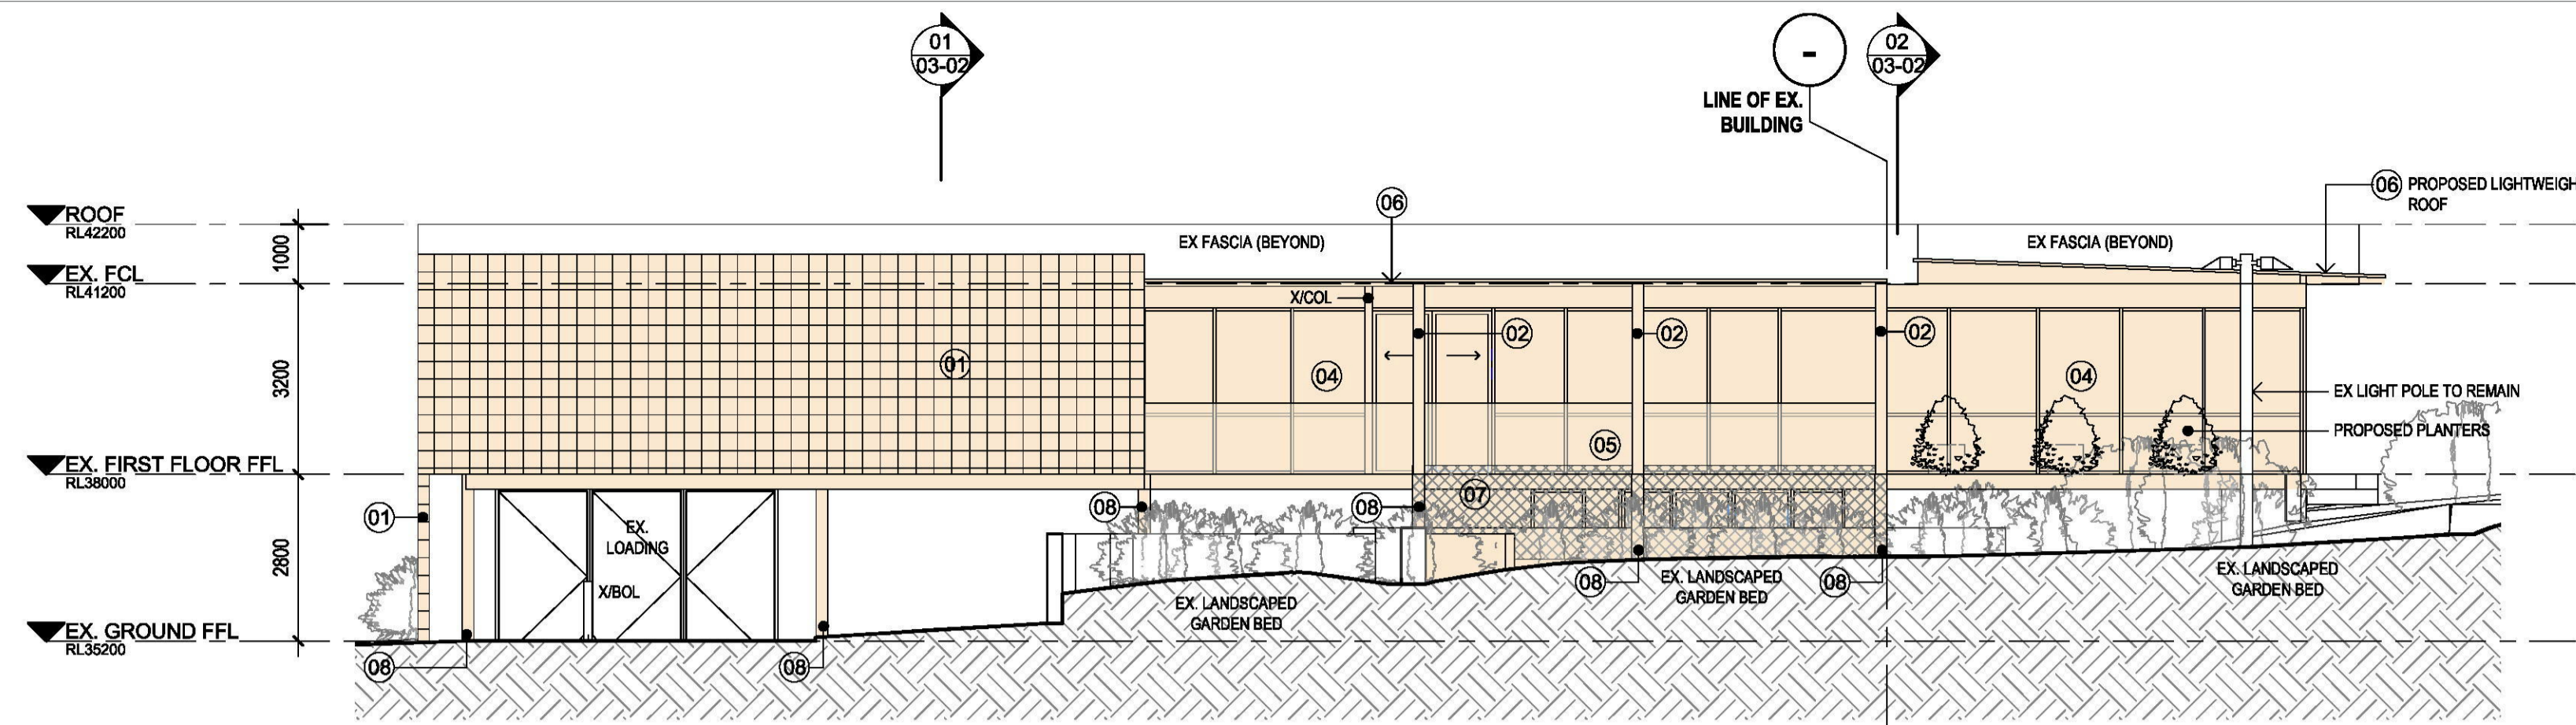 01
03-02
-
02
03-02
LINE OF EX.
BUILDING
06
06 PROPOSED LIGHTWEIGH
ROOF
ROOF
RL42200
1000
EX FASCIA (BEYOND)
EX FASCIA (BEYOND)
EX. FCL
RL41200
X/COL
02
02
02
01
04
04
3200
EX LIGHT POLE TO REMAIN
PROPOSED PLANTERS
05
EX. FIRST FLOOR FFL
RL38000
07
08
08
01
EX.
LOADING
2800
X/BOL
08
EX. LANDSCAPED
GARDEN BED
08
EX. LANDSCAPED
GARDEN BED
EX. LANDSCAPED
GARDEN BED
EX. GROUND FFL
RL35200
08
08